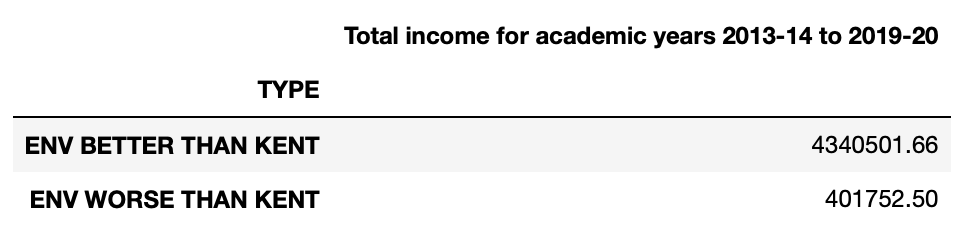 Total income for academic years 2013-14 to 2019-20
TYPE
ENV BETTER THAN KENT 4340501.66
ENV WORSE THAN KENT 401752.50